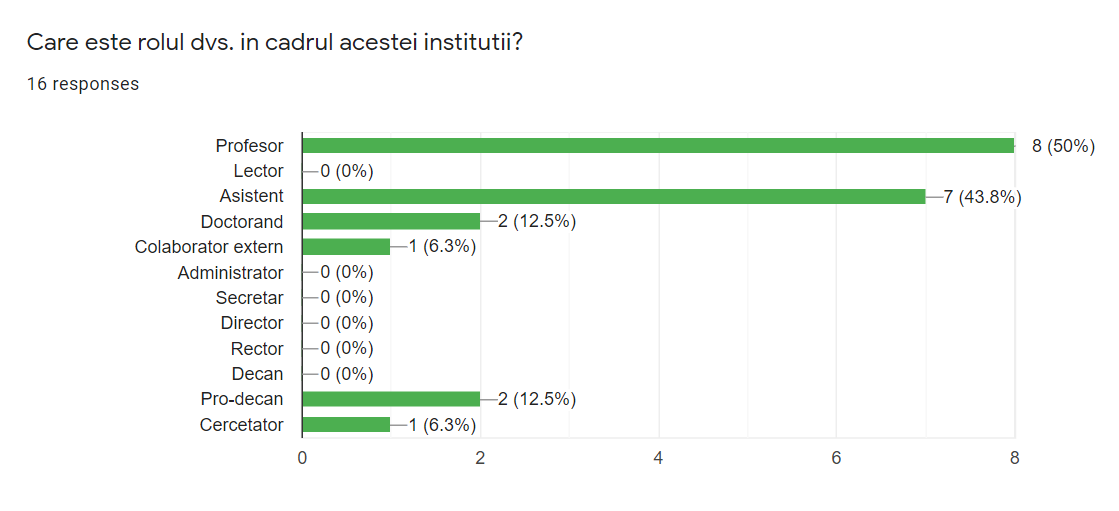 Care este rolul dvs. in cadrul acestei institutii?
16 responses
Profesor 8 (50%)
Lector 0 (0%)
Asistent 7 (43.8%)
Doctorand 2 (12.5%)
Colaborator extern 1 (6.3%)
Administrator 0 (0%)
Secretar 0 (0%)
Director 0 (0%)
Rector 0 (0%)
Decan 0 (0%)
Pro-decan 2 (12.5%)
Cercetator 1 (6.3%)
0 2 4 6 8